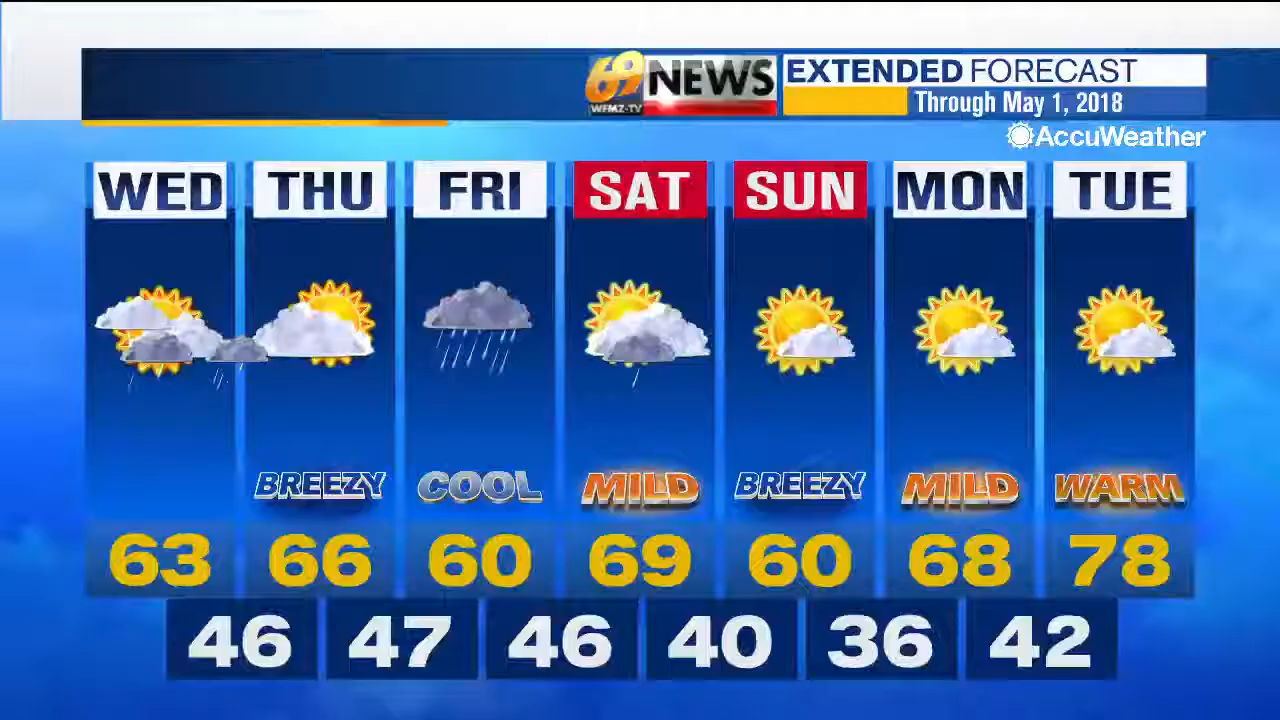 69 NEWS
WFMZ-TV
EXTENDED FORECAST
Through May 1, 2018
AccuWeather
WED THU FRI SAT SUN MON TUE
BREEZY COOL MILD BREEZY MILD WARM
63 66 60 69 60 68 78
46 47 46 40 36 42